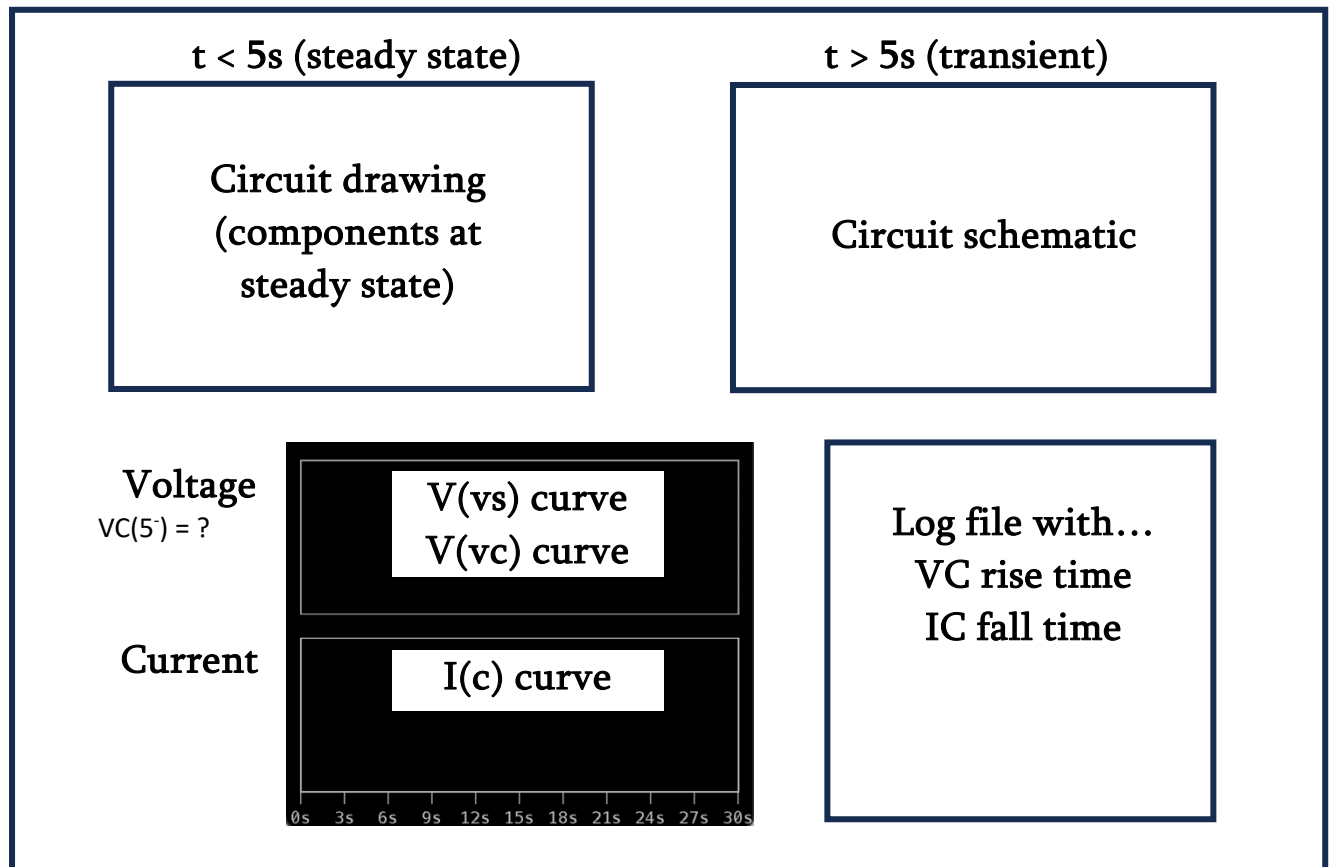 t < 5s (steady state)
t > 5s (transient)
Circuit drawing
(components at
steady state)
Circuit schematic
Voltage
VC(5⁻) = ?
V(vs) curve
V(vc) curve
Current
I(c) curve
0s 3s 6s 9s 12s 15s 18s 21s 24s 27s 30s
Log file with…
VC rise time
IC fall time